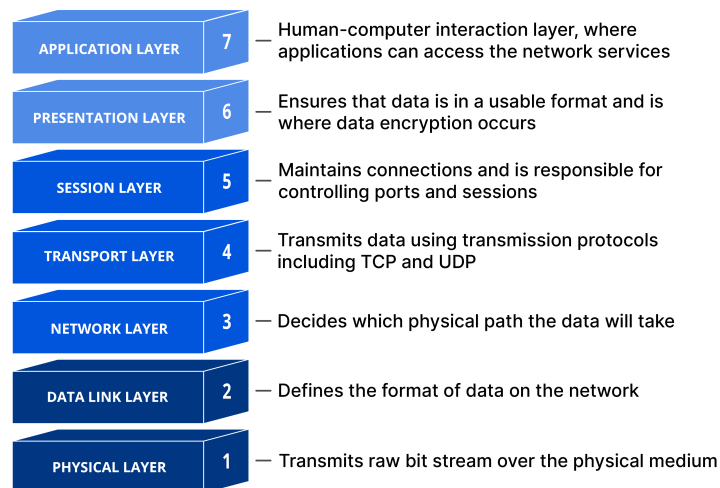 APPLICATION LAYER 7 — Human-computer interaction layer, where
applications can access the network services
PRESENTATION LAYER 6 — Ensures that data is in a usable format and is
where data encryption occurs
SESSION LAYER 5 — Maintains connections and is responsible for
controlling ports and sessions
TRANSPORT LAYER 4 — Transmits data using transmission protocols
including TCP and UDP
NETWORK LAYER 3 — Decides which physical path the data will take
DATA LINK LAYER 2 — Defines the format of data on the network
PHYSICAL LAYER 1 — Transmits raw bit stream over the physical medium